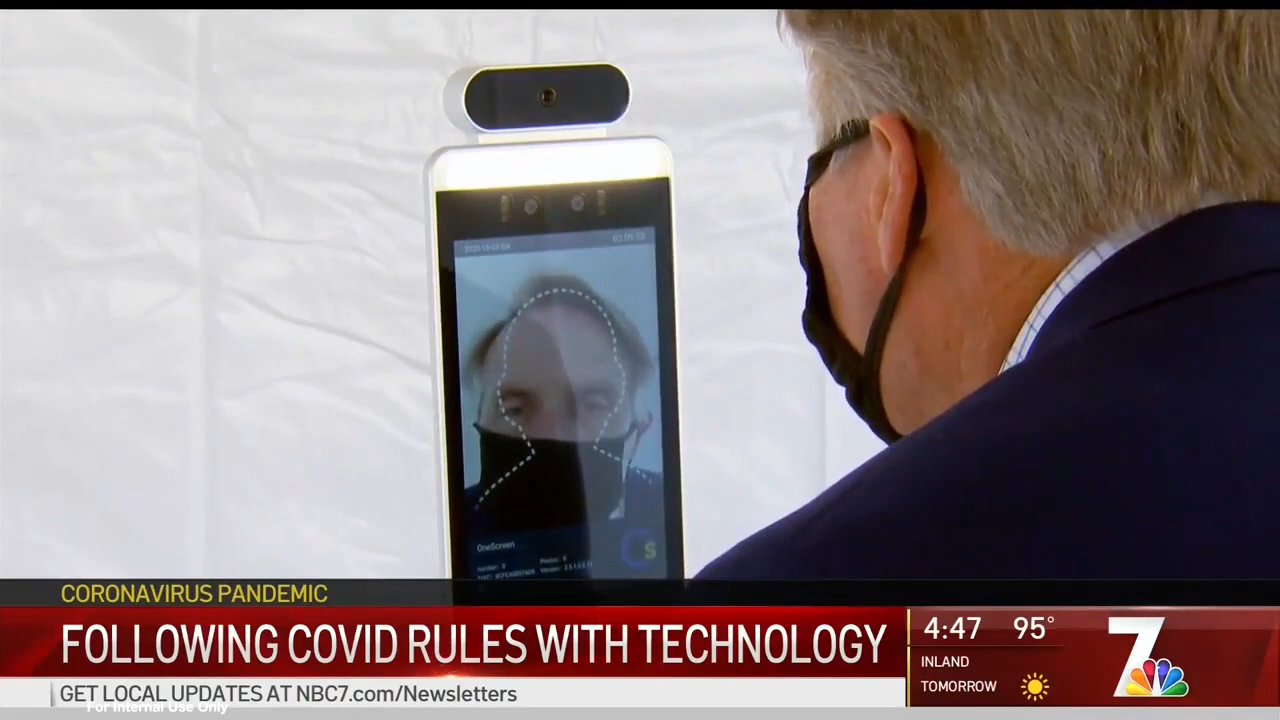 OneScreen
CORONAVIRUS PANDEMIC
FOLLOWING COVID RULES WITH TECHNOLOGY
4:47 95°
INLAND
TOMORROW
7
GET LOCAL UPDATES AT NBC7.com/Newsletters
For Internal Use Only